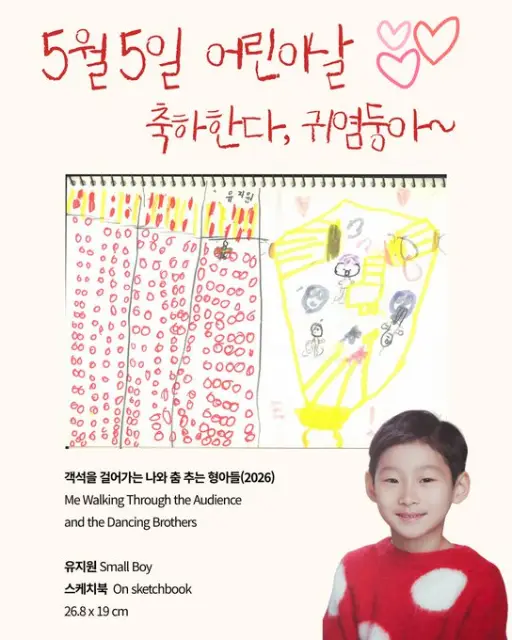 5월 5일 어린이날
축하한다, 귀염둥아~
유지원
객석을 걸어가는 나와 춤 추는 형아들(2026)
Me Walking Through the Audience
and the Dancing Brothers
유지원 Small Boy
스케치북 On sketchbook
26.8 x 19 cm